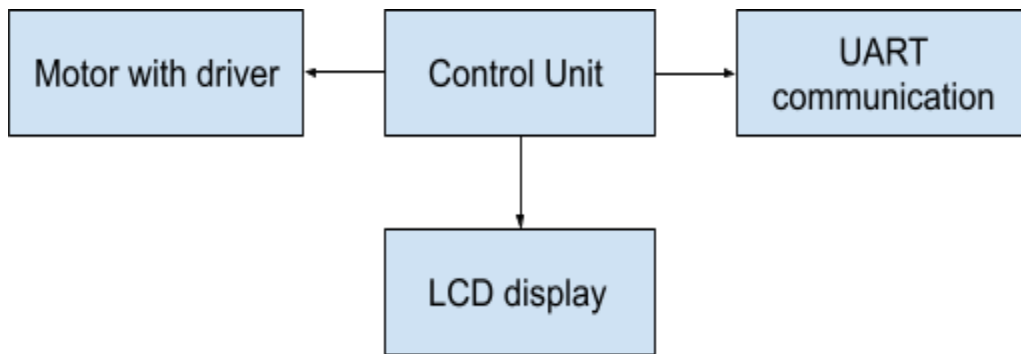 Motor with driver
Control Unit
UART
communication
LCD display